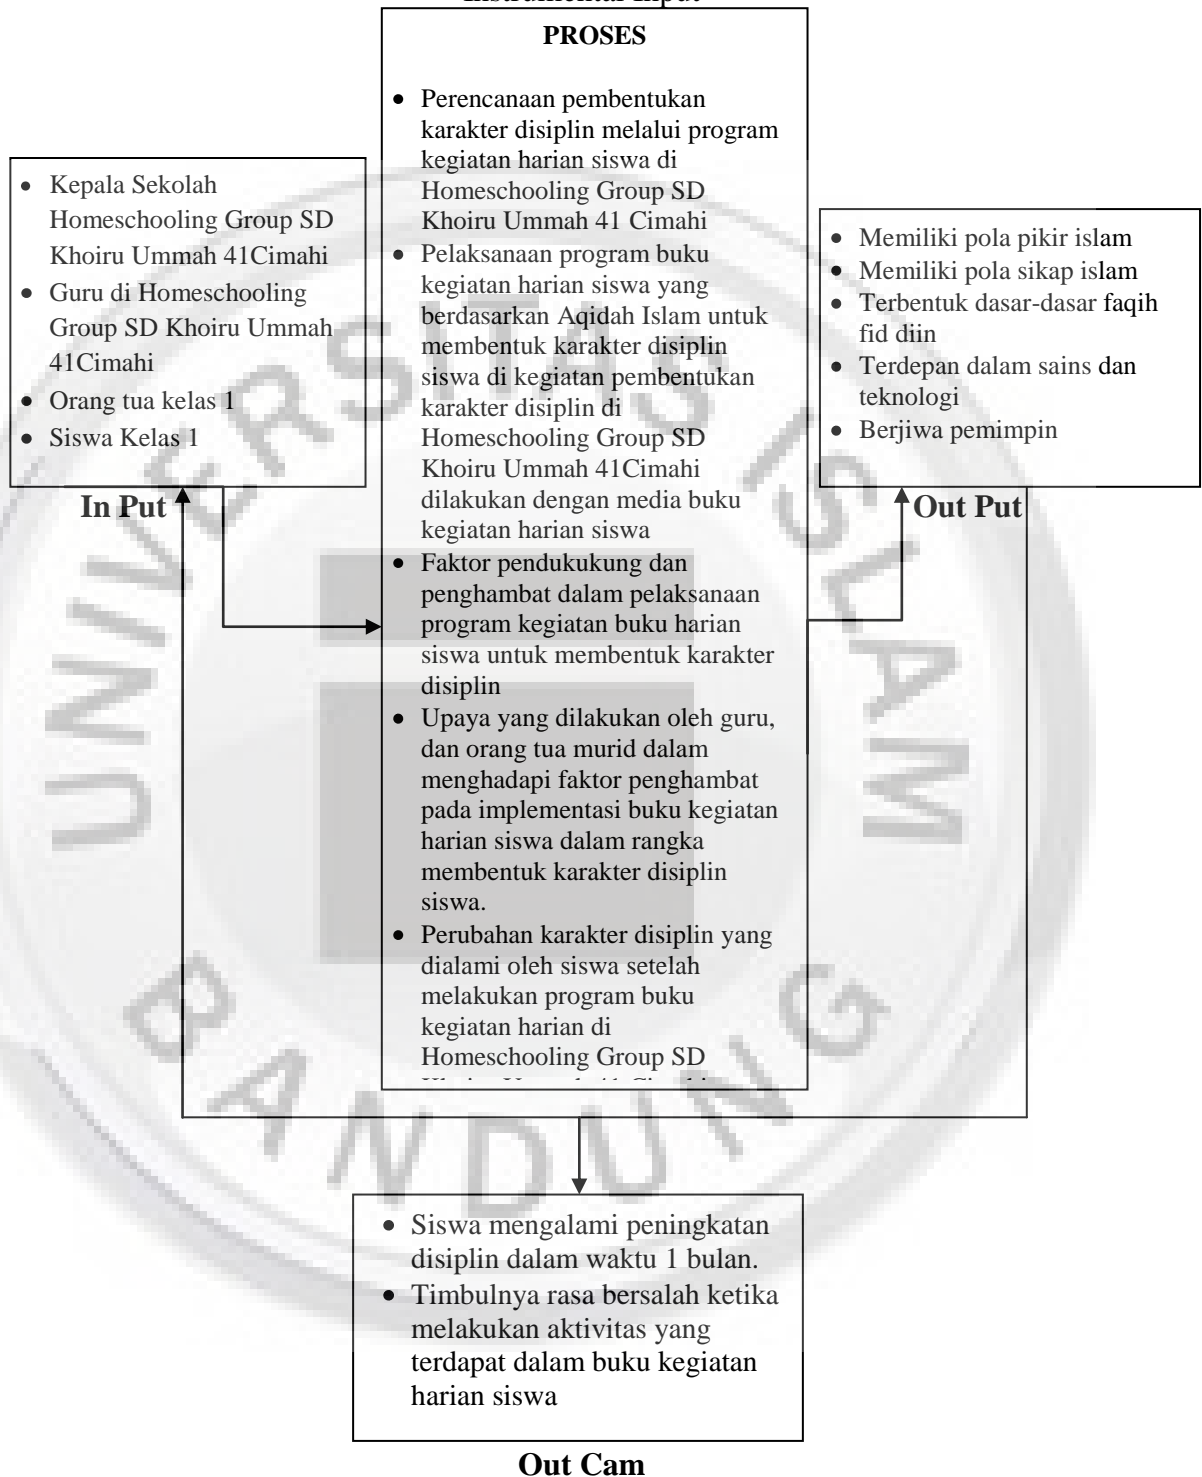 Instrumental Input
PROSES
• Perencanaan pembentukan
karakter disiplin melalui program
kegiatan harian siswa di
Homeschooling Group SD
Khoiru Ummah 41 Cimahi
• Pelaksanaan program buku
kegiatan harian siswa yang
berdasarkan Aqidah Islam untuk
membentuk karakter disiplin
siswa di kegiatan pembentukan
karakter disiplin di
Homeschooling Group SD
Khoiru Ummah 41Cimahi
dilakukan dengan media buku
kegiatan harian siswa
• Faktor pendukukung dan
penghambat dalam pelaksanaan
program kegiatan buku harian
siswa untuk membentuk karakter
disiplin
• Upaya yang dilakukan oleh guru,
dan orang tua murid dalam
menghadapi faktor penghambat
pada implementasi buku kegiatan
harian siswa dalam rangka
membentuk karakter disiplin
siswa.
• Perubahan karakter disiplin yang
dialami oleh siswa setelah
melakukan program buku
kegiatan harian di
Homeschooling Group SD
• Kepala Sekolah
Homeschooling Group SD
Khoiru Ummah 41Cimahi
• Guru di Homeschooling
Group SD Khoiru Ummah
41Cimahi
• Orang tua kelas 1
• Siswa Kelas 1
In Put
• Memiliki pola pikir islam
• Memiliki pola sikap islam
• Terbentuk dasar-dasar faqih
fid diin
• Terdepan dalam sains dan
teknologi
• Berjiwa pemimpin
Out Put
• Siswa mengalami peningkatan
disiplin dalam waktu 1 bulan.
• Timbulnya rasa bersalah ketika
melakukan aktivitas yang
terdapat dalam buku kegiatan
harian siswa
Out Cam
UNIVERSITAS ISLAM
BANDUNG